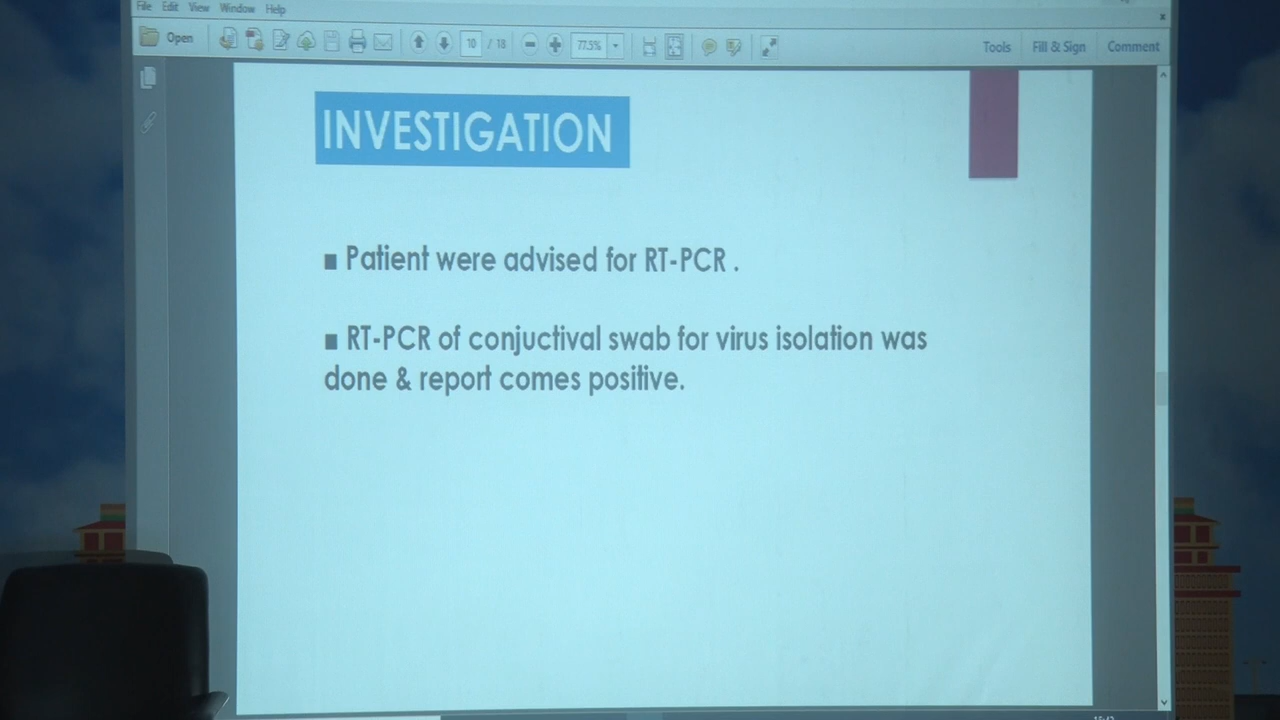 File Edit View Window Help
Open 10 / 18 77.5% Tools Fill & Sign Comment
INVESTIGATION
■ Patient were advised for RT-PCR .
■ RT-PCR of conjuctival swab for virus isolation was
done & report comes positive.